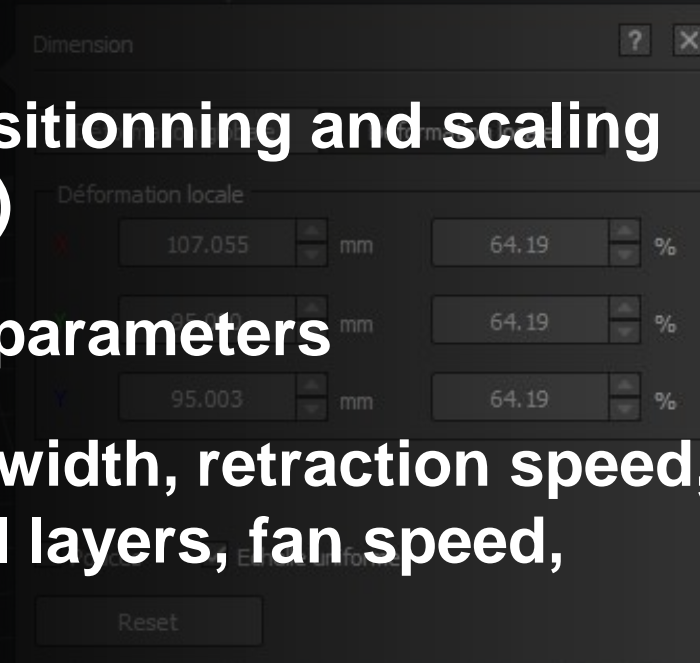 Dimension
sitionning and scaling
)
Déformation locale
X 107.055 mm 64.19 %
parameters
mm 64.19 %
Y 95.003 mm 64.19 %
width, retraction speed,
l layers, fan speed,
Reset